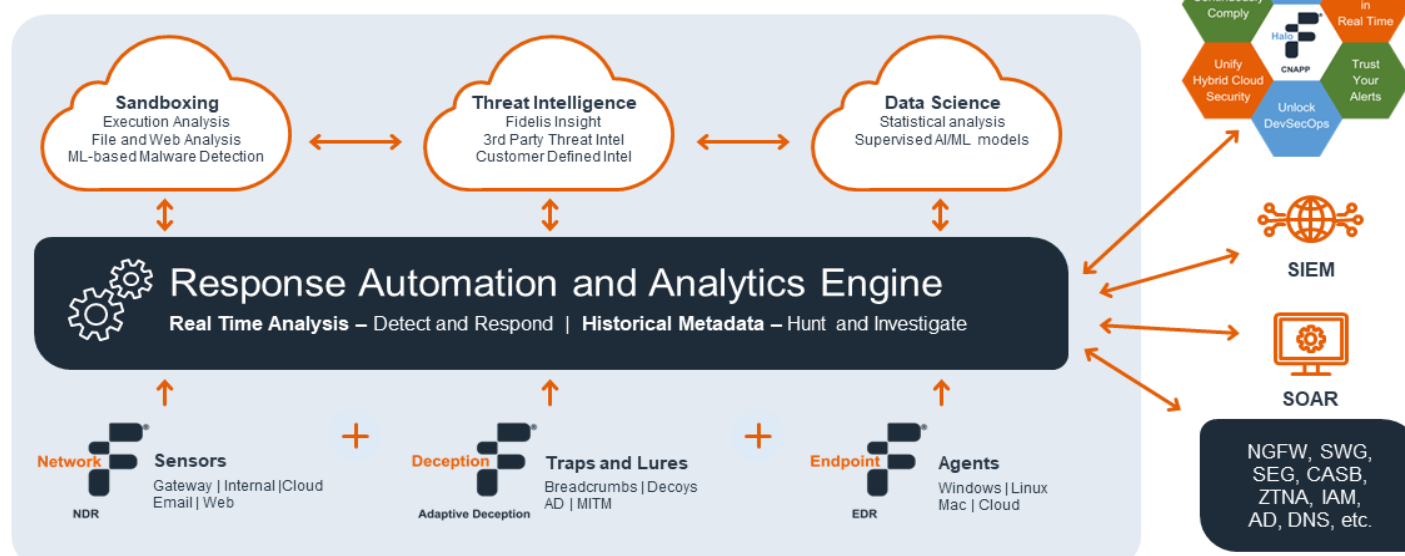 Continuously
Comply
in
Real Time
Halo
®
CNAPP
Unify
Hybrid Cloud
Security
Trust
Your
Alerts
Unlock
DevSecOps
Sandboxing
Execution Analysis
File and Web Analysis
ML-based Malware Detection
Threat Intelligence
Fidelis Insight
3rd Party Threat Intel
Customer Defined Intel
Data Science
Statistical analysis
Supervised AI/ML models
Response Automation and Analytics Engine
Real Time Analysis – Detect and Respond | Historical Metadata – Hunt and Investigate
SIEM
SOAR
Network
®
NDR
Sensors
Gateway | Internal |Cloud
Email | Web
+
Deception
®
Adaptive Deception
Traps and Lures
Breadcrumbs | Decoys
AD | MITM
+
Endpoint
®
EDR
Agents
Windows | Linux
Mac | Cloud
NGFW, SWG,
SEG, CASB,
ZTNA, IAM,
AD, DNS, etc.